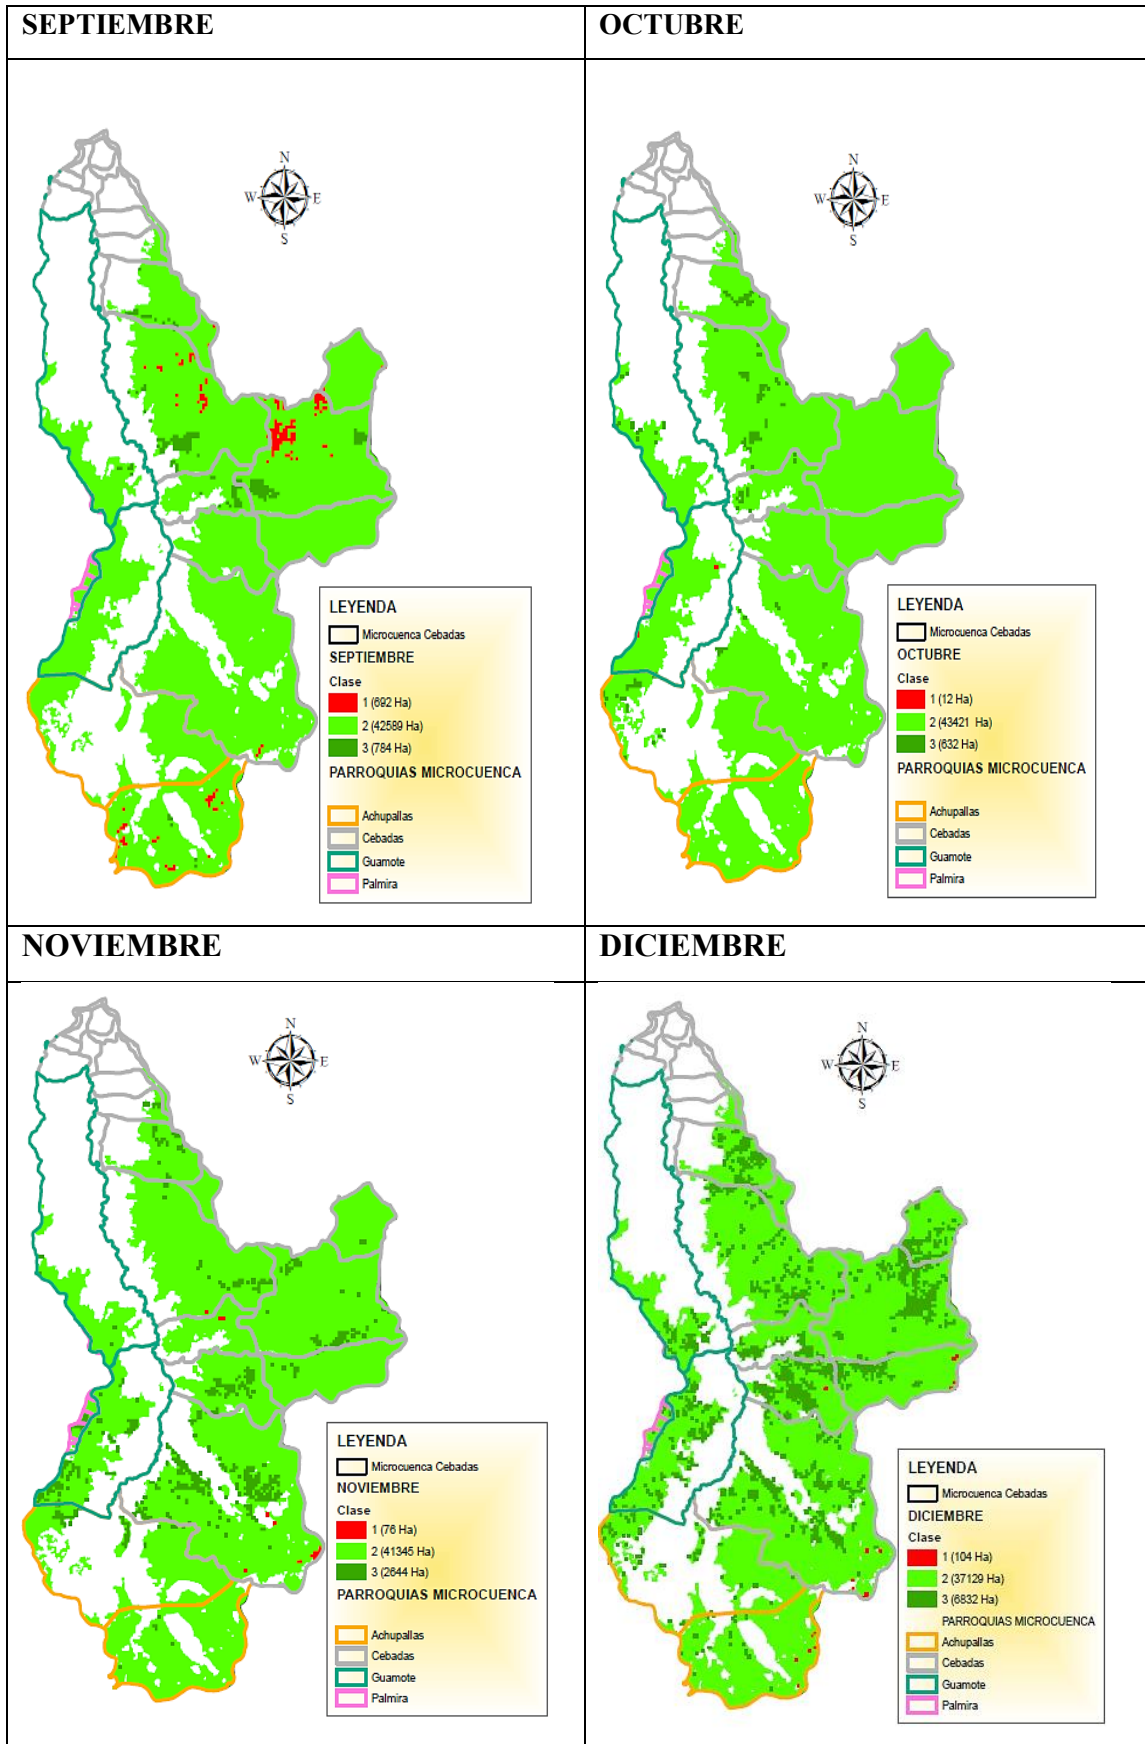 SEPTIEMBRE
OCTUBRE
N
W
E
S
LEYENDA
Microcuenca Cebadas
SEPTIEMBRE
Clase
1 (692 Ha)
2 (42589 Ha)
3 (784 Ha)
PARROQUIAS MICROCUENCA
Achupallas
Cebadas
Guamote
Palmira
N
W
E
S
LEYENDA
Microcuenca Cebadas
OCTUBRE
Clase
1 (12 Ha)
2 (43421 Ha)
3 (632 Ha)
PARROQUIAS MICROCUENCA
Achupallas
Cebadas
Guamote
Palmira
NOVIEMBRE
DICIEMBRE
N
W
E
S
LEYENDA
Microcuenca Cebadas
NOVIEMBRE
Clase
1 (76 Ha)
2 (41345 Ha)
3 (2644 Ha)
PARROQUIAS MICROCUENCA
Achupallas
Cebadas
Guamote
Palmira
N
W
E
S
LEYENDA
Microcuenca Cebadas
DICIEMBRE
Clase
1 (104 Ha)
2 (37129 Ha)
3 (6832 Ha)
PARROQUIAS MICROCUENCA
Achupallas
Cebadas
Guamote
Palmira